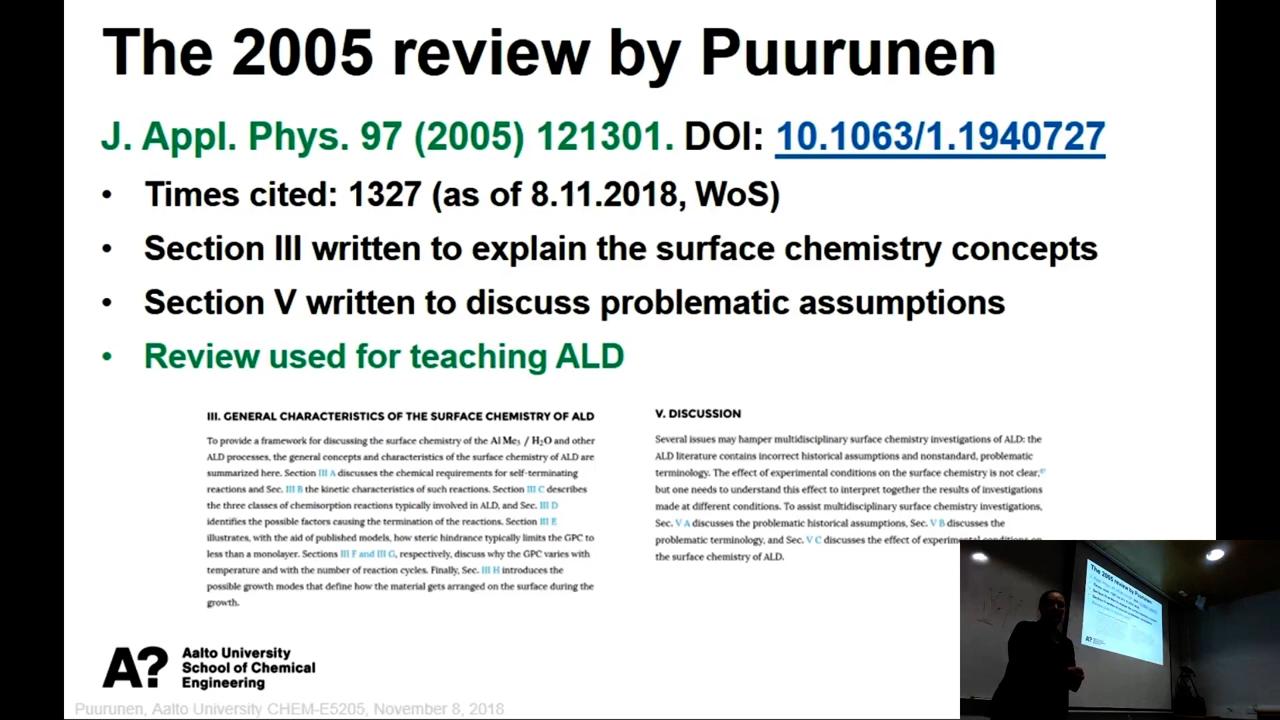 The 2005 review by Puurunen
J. Appl. Phys. 97 (2005) 121301. DOI: 10.1063/1.1940727
• Times cited: 1327 (as of 8.11.2018, WoS)
• Section III written to explain the surface chemistry concepts
• Section V written to discuss problematic assumptions
• Review used for teaching ALD
III. GENERAL CHARACTERISTICS OF THE SURFACE CHEMISTRY OF ALD
To provide a framework for discussing the surface chemistry of the AlMe₃ / H₂O and other
ALD processes, the general concepts and characteristics of the surface chemistry of ALD are
summarized here. Section III A discusses the chemical requirements for self-terminating
reactions and Sec. III B the kinetic characteristics of such reactions. Section III C describes
the three classes of chemisorption reactions typically involved in ALD, and Sec. III D
identifies the possible factors causing the termination of the reactions. Section III E
illustrates, with the aid of published models, how steric hindrance typically limits the GPC to
less than a monolayer. Sections III F and III G, respectively, discuss why the GPC varies with
temperature and with the number of reaction cycles. Finally, Sec. III H introduces the
possible growth modes that define how the material gets arranged on the surface during the
growth.
V. DISCUSSION
Several issues may hamper multidisciplinary surface chemistry investigations of ALD: the
ALD literature contains incorrect historical assumptions and nonstandard, problematic
terminology. The effect of experimental conditions on the surface chemistry is not clear,
but one needs to understand this effect to interpret together the results of investigations
made at different conditions. To assist multidisciplinary surface chemistry investigations,
Sec. V A discusses the problematic historical assumptions, Sec. V B discusses the
problematic terminology, and Sec. V C discusses the effect of experimental conditions on
the surface chemistry of ALD.
A?
Aalto University
School of Chemical
Engineering
Puurunen, Aalto University CHEM-E5205, November 8, 2018
The 2005 review by Puurunen